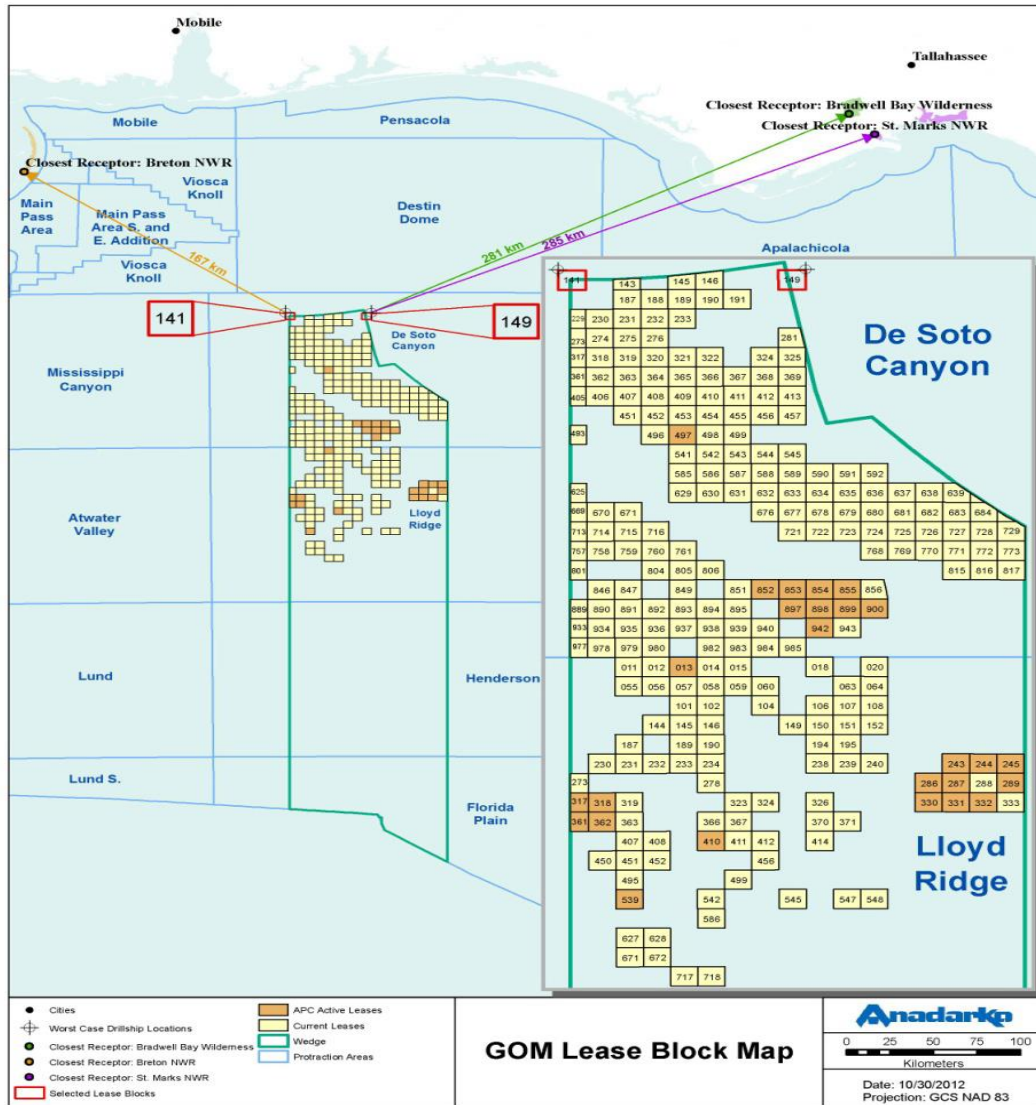 Mobile
Tallahassee
Closest Receptor: Bradwell Bay Wilderness
Closest Receptor: St. Marks NWR
Mobile
Pensacola
Closest Receptor: Breton NWR
Viosca
Knoll
Main
Pass
Area
Main Pass
Area S. and
E. Addition
Destin
Dome
Viosca
Knoll
167 km
281 km
285 km
Apalachicola
141
149
De Soto
Canyon
Mississippi
Canyon
Atwater
Valley
Lloyd
Ridge
Lund
Henderson
Lund S.
Florida
Plain
141 143 145 146 149
187 188 189 190 191
229 230 231 232 233
273 274 275 276 281
317 318 319 320 321 322 324 325
361 362 363 364 365 366 367 368 369
405 406 407 408 409 410 411 412 413
451 452 453 454 455 456 457
493 496 497 498 499
541 542 543 544 545
585 586 587 588 589 590 591 592
625 629 630 631 632 633 634 635 636 637 638 639
669 670 671 676 677 678 679 680 681 682 683 684
713 714 715 716 721 722 723 724 725 726 727 728 729
757 758 759 760 761 768 769 770 771 772 773
801 804 805 806 815 816 817
846 847 849 851 852 853 854 855 856
889 890 891 892 893 894 895 897 898 899 900
933 934 935 936 937 938 939 940 942 943
977 978 979 980 982 983 984 985
011 012 013 014 015 018 020
055 056 057 058 059 060 063 064
101 102 104 106 107 108
144 145 146 149 150 151 152
187 189 190 194 195
230 231 232 233 234 238 239 240 243 244 245
273 278 286 287 288 289
317 318 319 323 324 326 330 331 332 333
361 362 363 366 367 370 371
407 408 410 411 412 414
450 451 452 456
495 499
539 542 545 547 548
586
627 628
671 672
717 718
De Soto
Canyon
Lloyd
Ridge
Cities
Worst Case Drillship Locations
Closest Receptor: Bradwell Bay Wilderness
Closest Receptor: Breton NWR
Closest Receptor: St. Marks NWR
Selected Lease Blocks
APC Active Leases
Current Leases
Wedge
Protraction Areas
GOM Lease Block Map
Anadarko
0 25 50 75 100
Kilometers
Date: 10/30/2012
Projection: GCS NAD 83